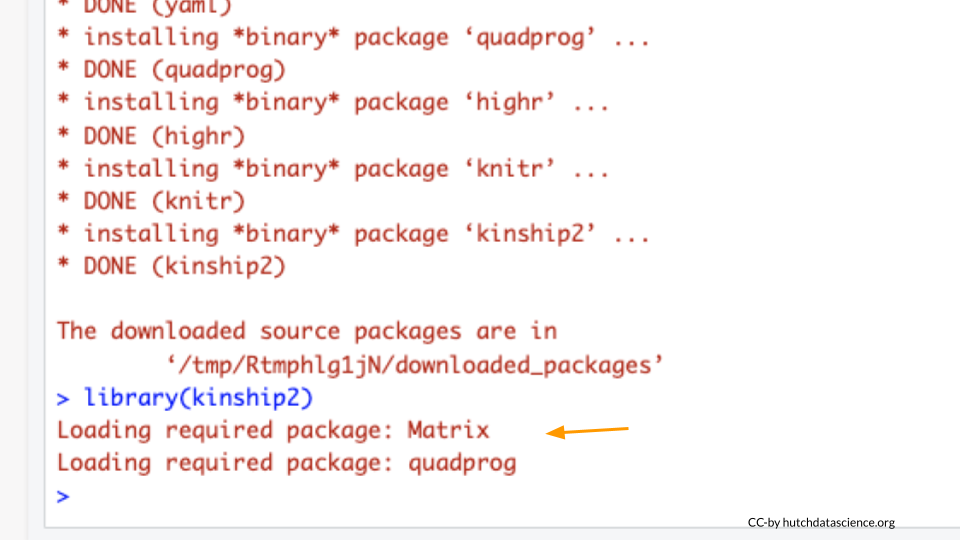 * DONE (yaml)
* installing *binary* package ‘quadprog’ ...
* DONE (quadprog)
* installing *binary* package ‘highr’ ...
* DONE (highr)
* installing *binary* package ‘knitr’ ...
* DONE (knitr)
* installing *binary* package ‘kinship2’ ...
* DONE (kinship2)

The downloaded source packages are in
        ‘/tmp/Rtmphlg1jN/downloaded_packages’
> library(kinship2)
Loading required package: Matrix
Loading required package: quadprog
>
CC-by hutchdatascience.org